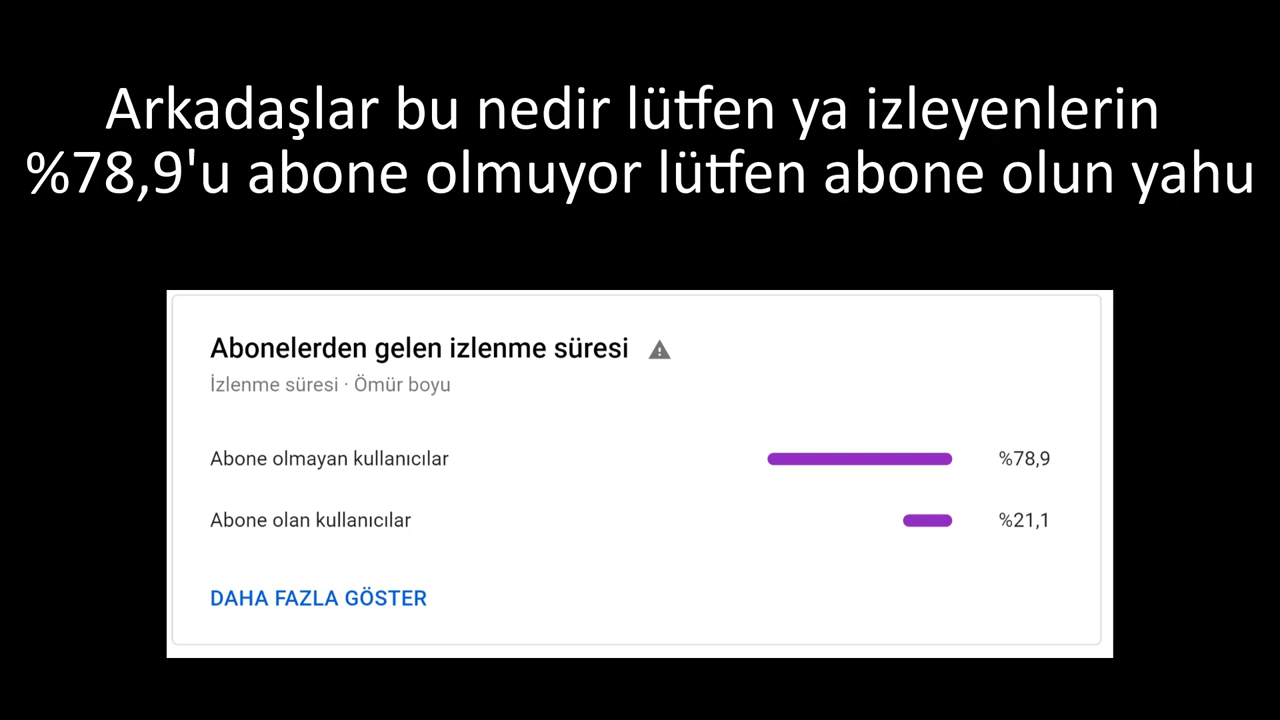 Arkadaşlar bu nedir lütfen ya izleyenlerin
%78,9'u abone olmuyor lütfen abone olun yahu
Abonelerden gelen izlenme süresi
İzlenme süresi · Ömür boyu
Abone olmayan kullanıcılar %78,9
Abone olan kullanıcılar %21,1
DAHA FAZLA GÖSTER